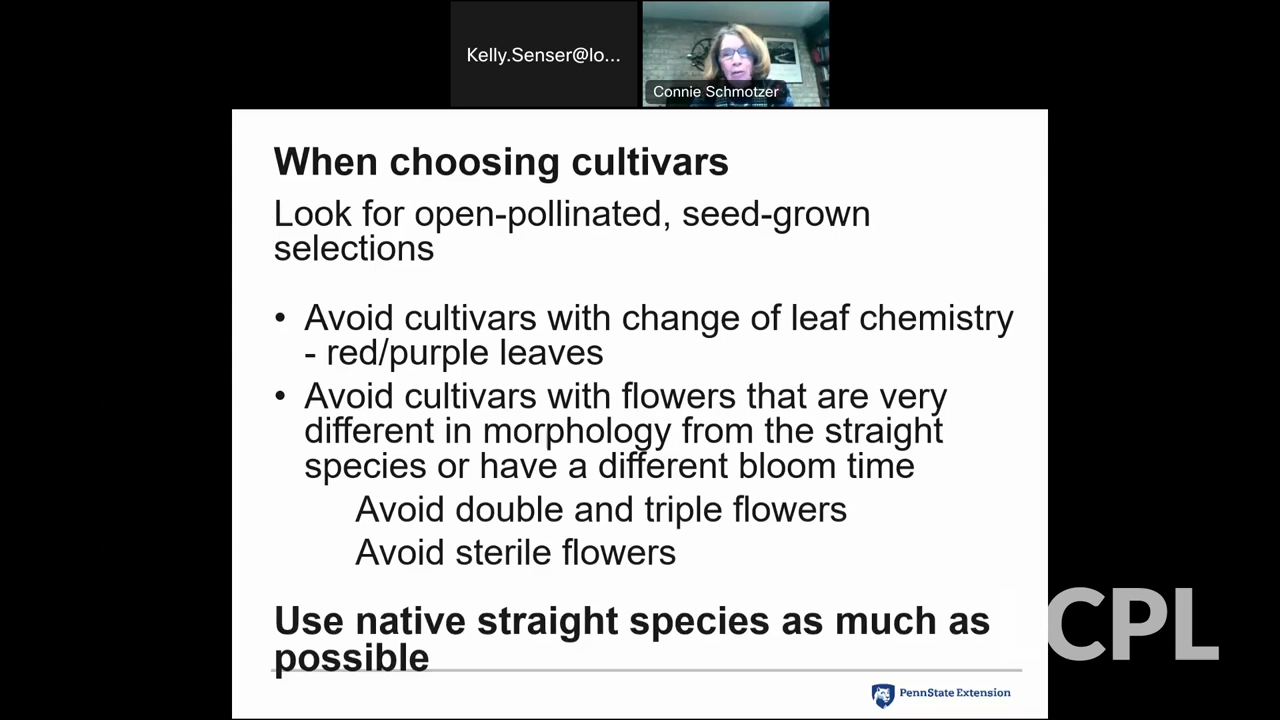 Kelly.Senser@lo...
Connie Schmotzer
When choosing cultivars
Look for open-pollinated, seed-grown
selections
• Avoid cultivars with change of leaf chemistry
- red/purple leaves
• Avoid cultivars with flowers that are very
different in morphology from the straight
species or have a different bloom time
Avoid double and triple flowers
Avoid sterile flowers
Use native straight species as much as
possible
CPL
PennState Extension